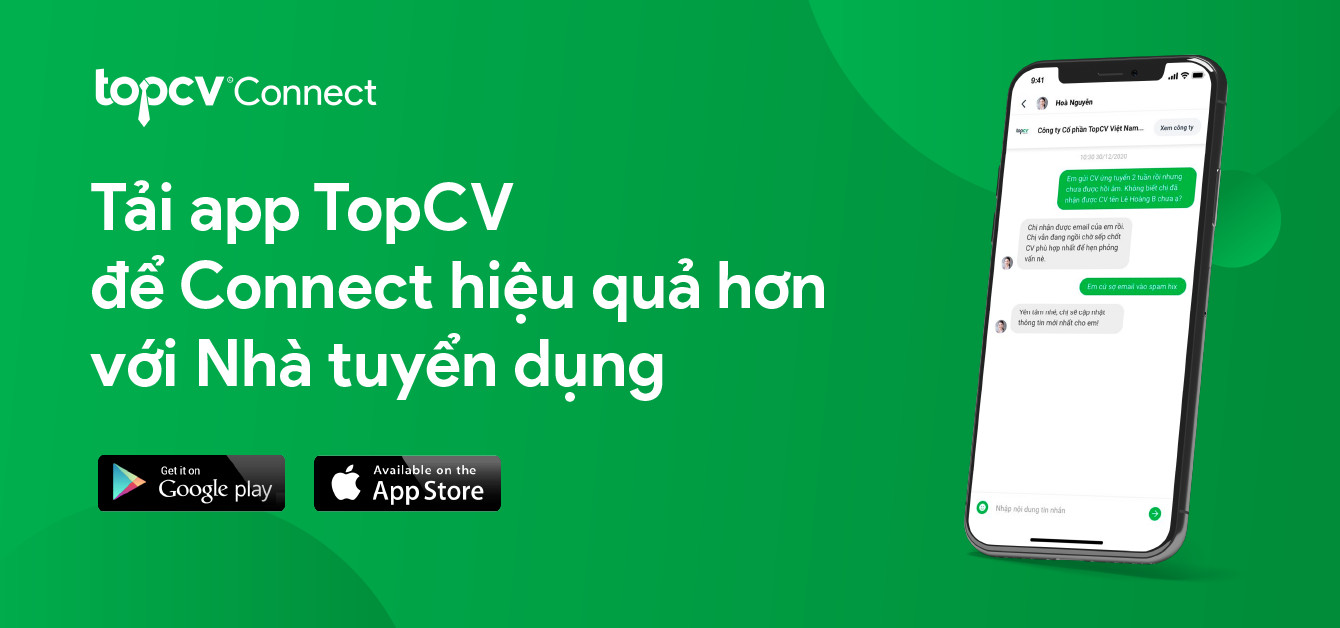 topcv© Connect
Tải app TopCV
để Connect hiệu quả hơn
với Nhà tuyển dụng
Get it on
Google play
Available on the
App Store
9:41
Hoà Nguyễn
topcv
Công ty Cổ phần TopCV Việt Nam...
Xem công ty
10:20 30/12/2020
Em gửi CV ứng tuyển 2 tuần rồi nhưng
chưa được hồi âm. Không biết chị đã
nhận được CV tên Lê Hoàng B chưa ạ?
Chị nhận được email của em rồi.
Chị vẫn đang ngồi chờ sếp chốt
CV phù hợp nhất để hẹn phỏng
vấn nè.
Em cứ sợ email vào spam hix
Yên tâm nhé, chị sẽ cập nhật
thông tin mới nhất cho em!
Nhập nội dung tin nhắn